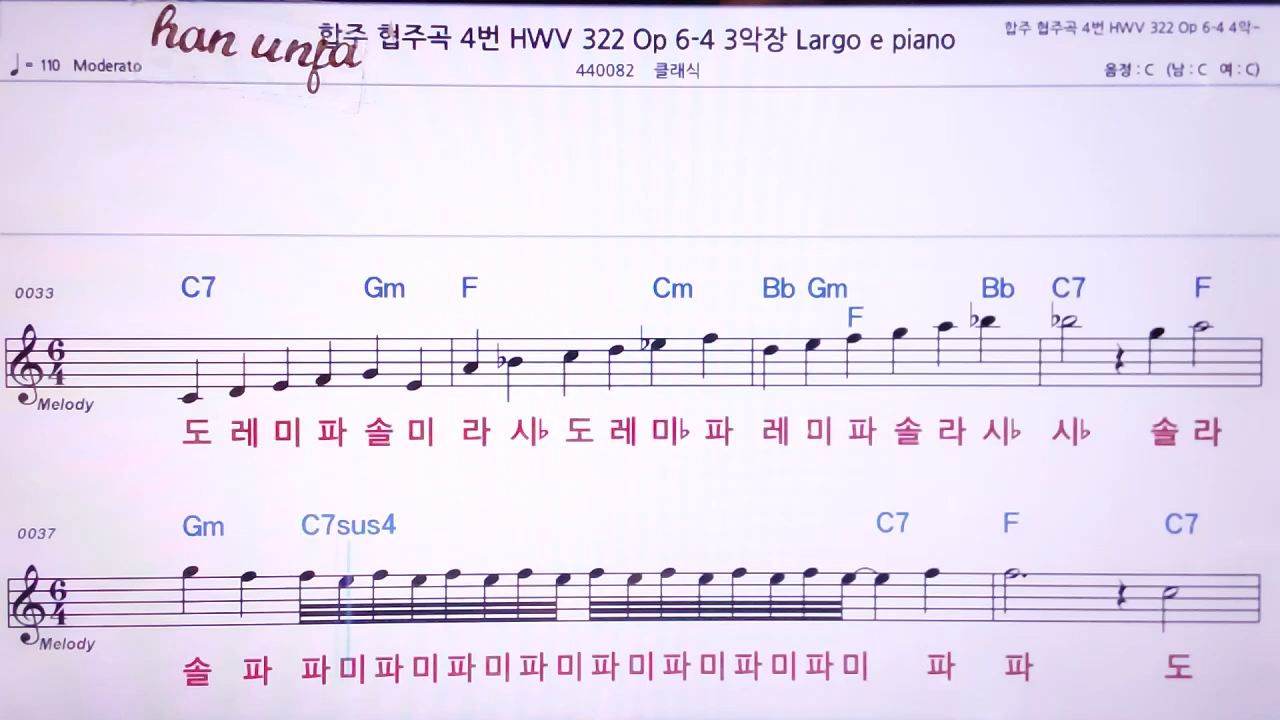 han unfa
합주 협주곡 4번 HWV 322 Op 6-4 3악장 Largo e piano
합주 협주곡 4번 HWV 322 Op 6-4 4악~
♩= 110 Moderato
440082 클래식
음정 : C (남 : C 여 : C)
C7 Gm F Cm Bb Gm F Bb C7 F
0033
6/4
Melody
도 레 미 파 솔 미 라 시♭ 도 레 미♭ 파 레 미 파 솔 라 시♭ 시♭ 솔 라
Gm C7sus4 C7 F C7
0037
6/4
Melody
솔 파 파 미 파 미 파 미 파 미 파 미 파 미 파 미 파 미 파 파 도